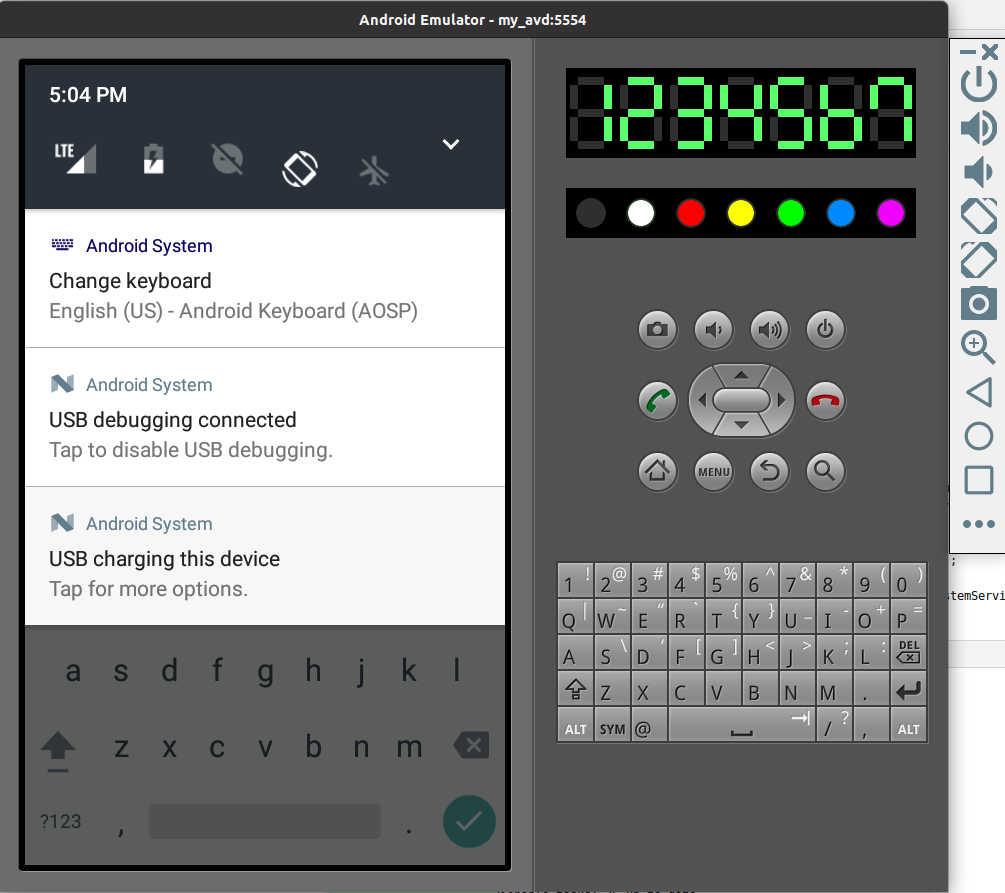 Android Emulator - my_avd:5554
5:04 PM
LTE
Android System
Change keyboard
English (US) - Android Keyboard (AOSP)
Android System
USB debugging connected
Tap to disable USB debugging.
Android System
USB charging this device
Tap for more options.
a s d f g h j k l
z x c v b n m
?123 , .
1234567
MENU
1 ! 2 @ 3 # 4 $ 5 % 6 ^ 7 & 8 * 9 ( 0 )
Q | W ~ E “ R ` T { Y } U _ I - O + P =
A S \ D ‘ F [ G ] H < J > K ; L : DEL
Z X C V B N M .
ALT SYM @ / ? , ALT
;
stemServi